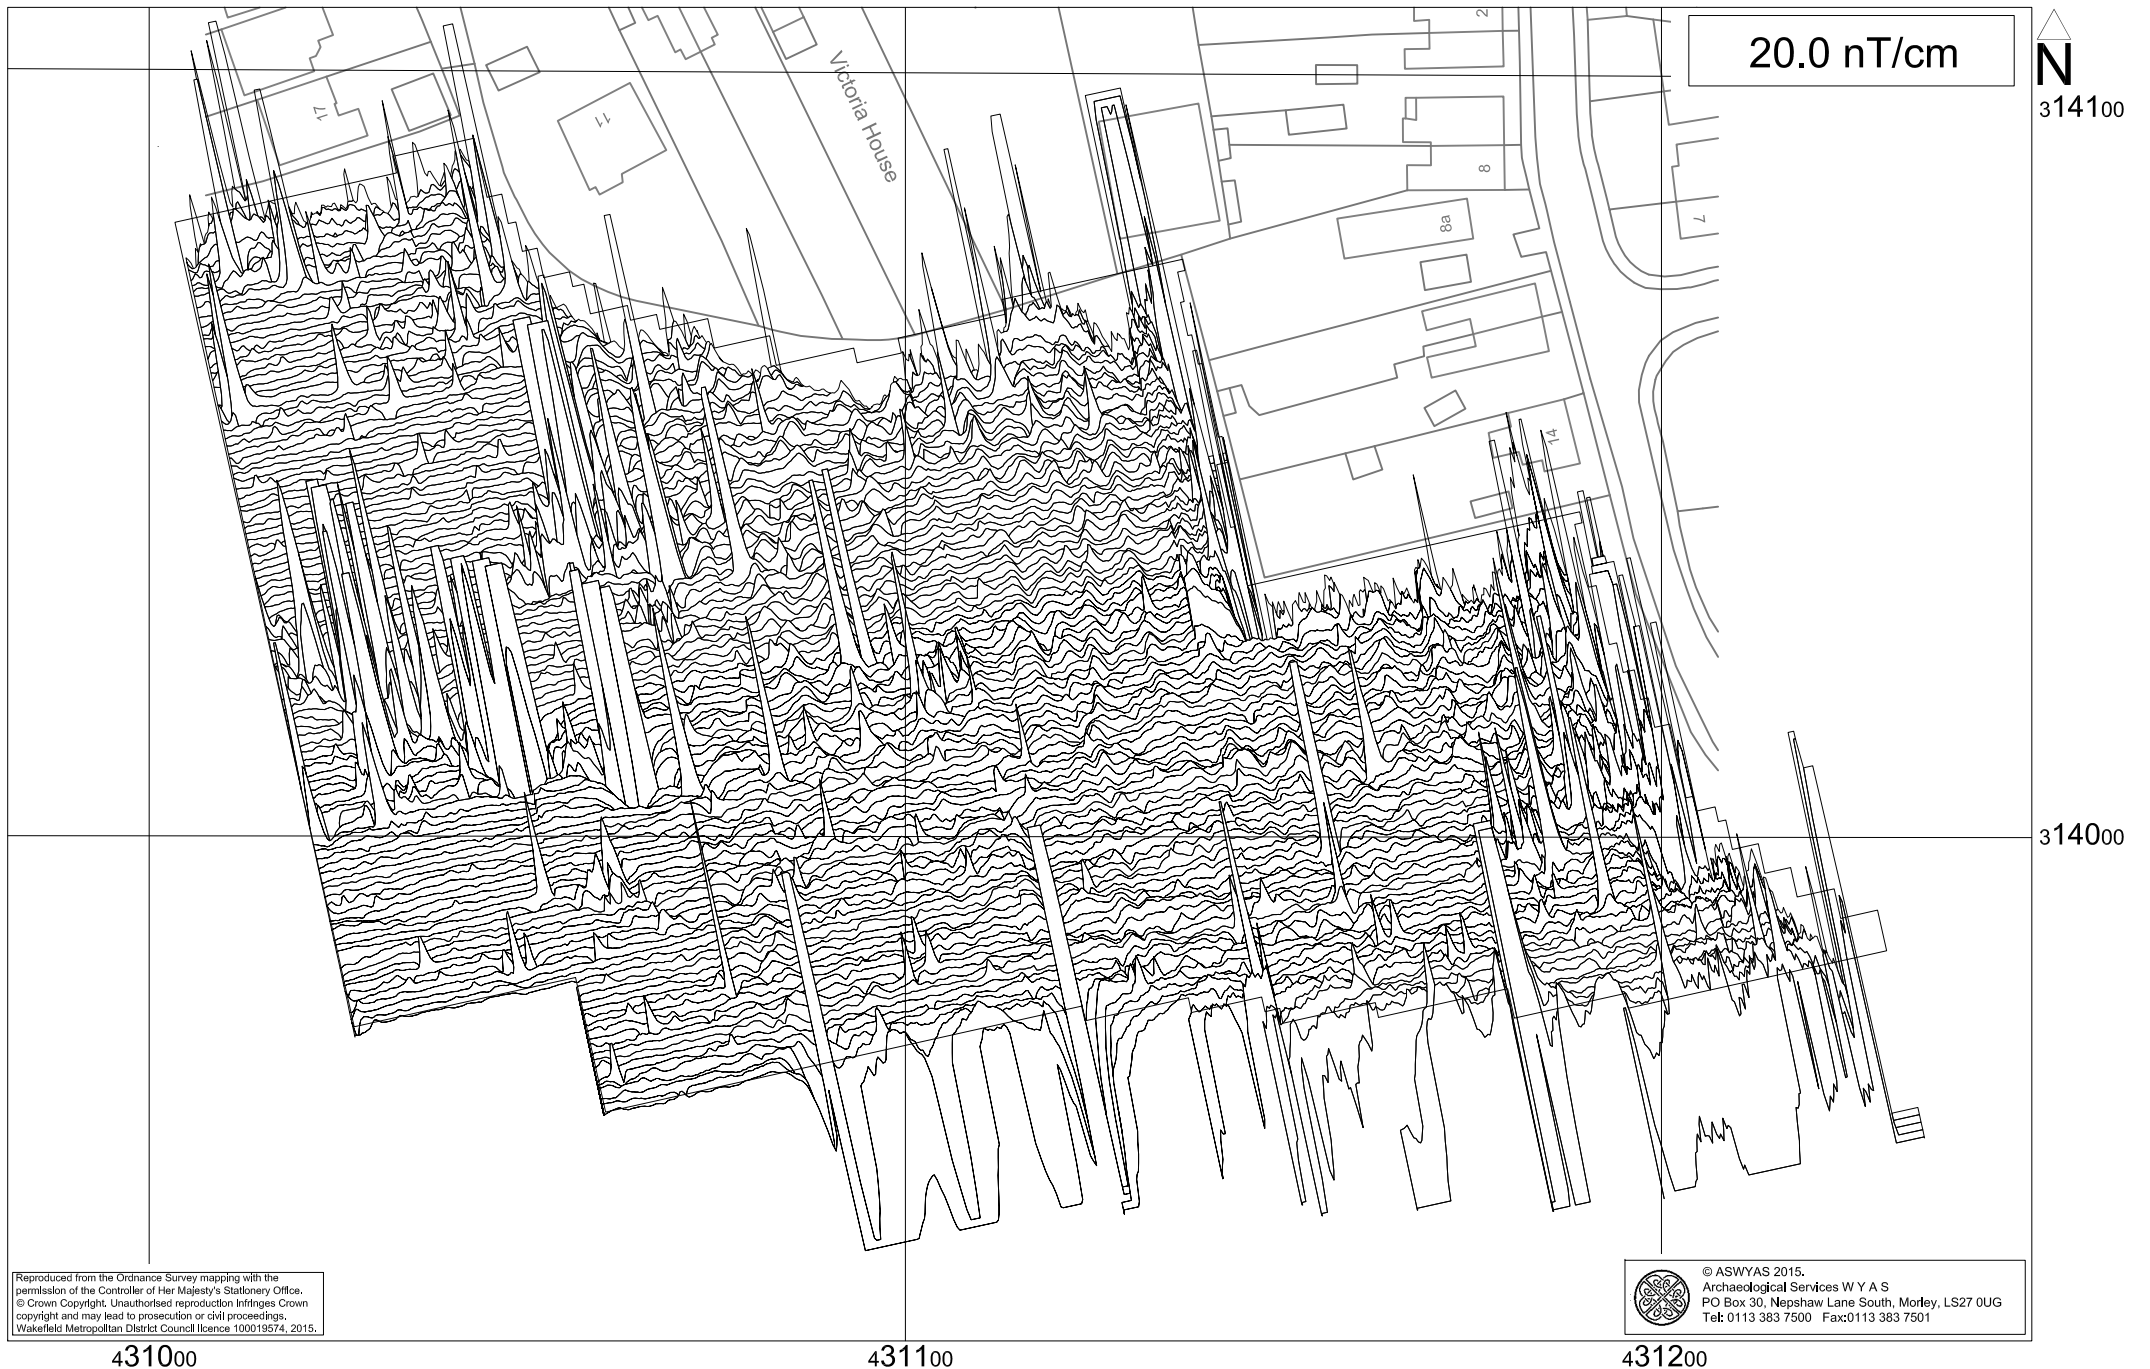 20.0 nT/cm
N
314100
17
11
Victoria House
2
8
8a
7
14
314000
Reproduced from the Ordnance Survey mapping with the
permission of the Controller of Her Majesty's Stationery Office.
© Crown Copyright. Unauthorised reproduction infringes Crown
copyright and may lead to prosecution or civil proceedings.
Wakefield Metropolitan District Council licence 100019574, 2015.
© ASWYAS 2015.
Archaeological Services W Y A S
PO Box 30, Nepshaw Lane South, Morley, LS27 0UG
Tel: 0113 383 7500 Fax:0113 383 7501
431000
431100
431200